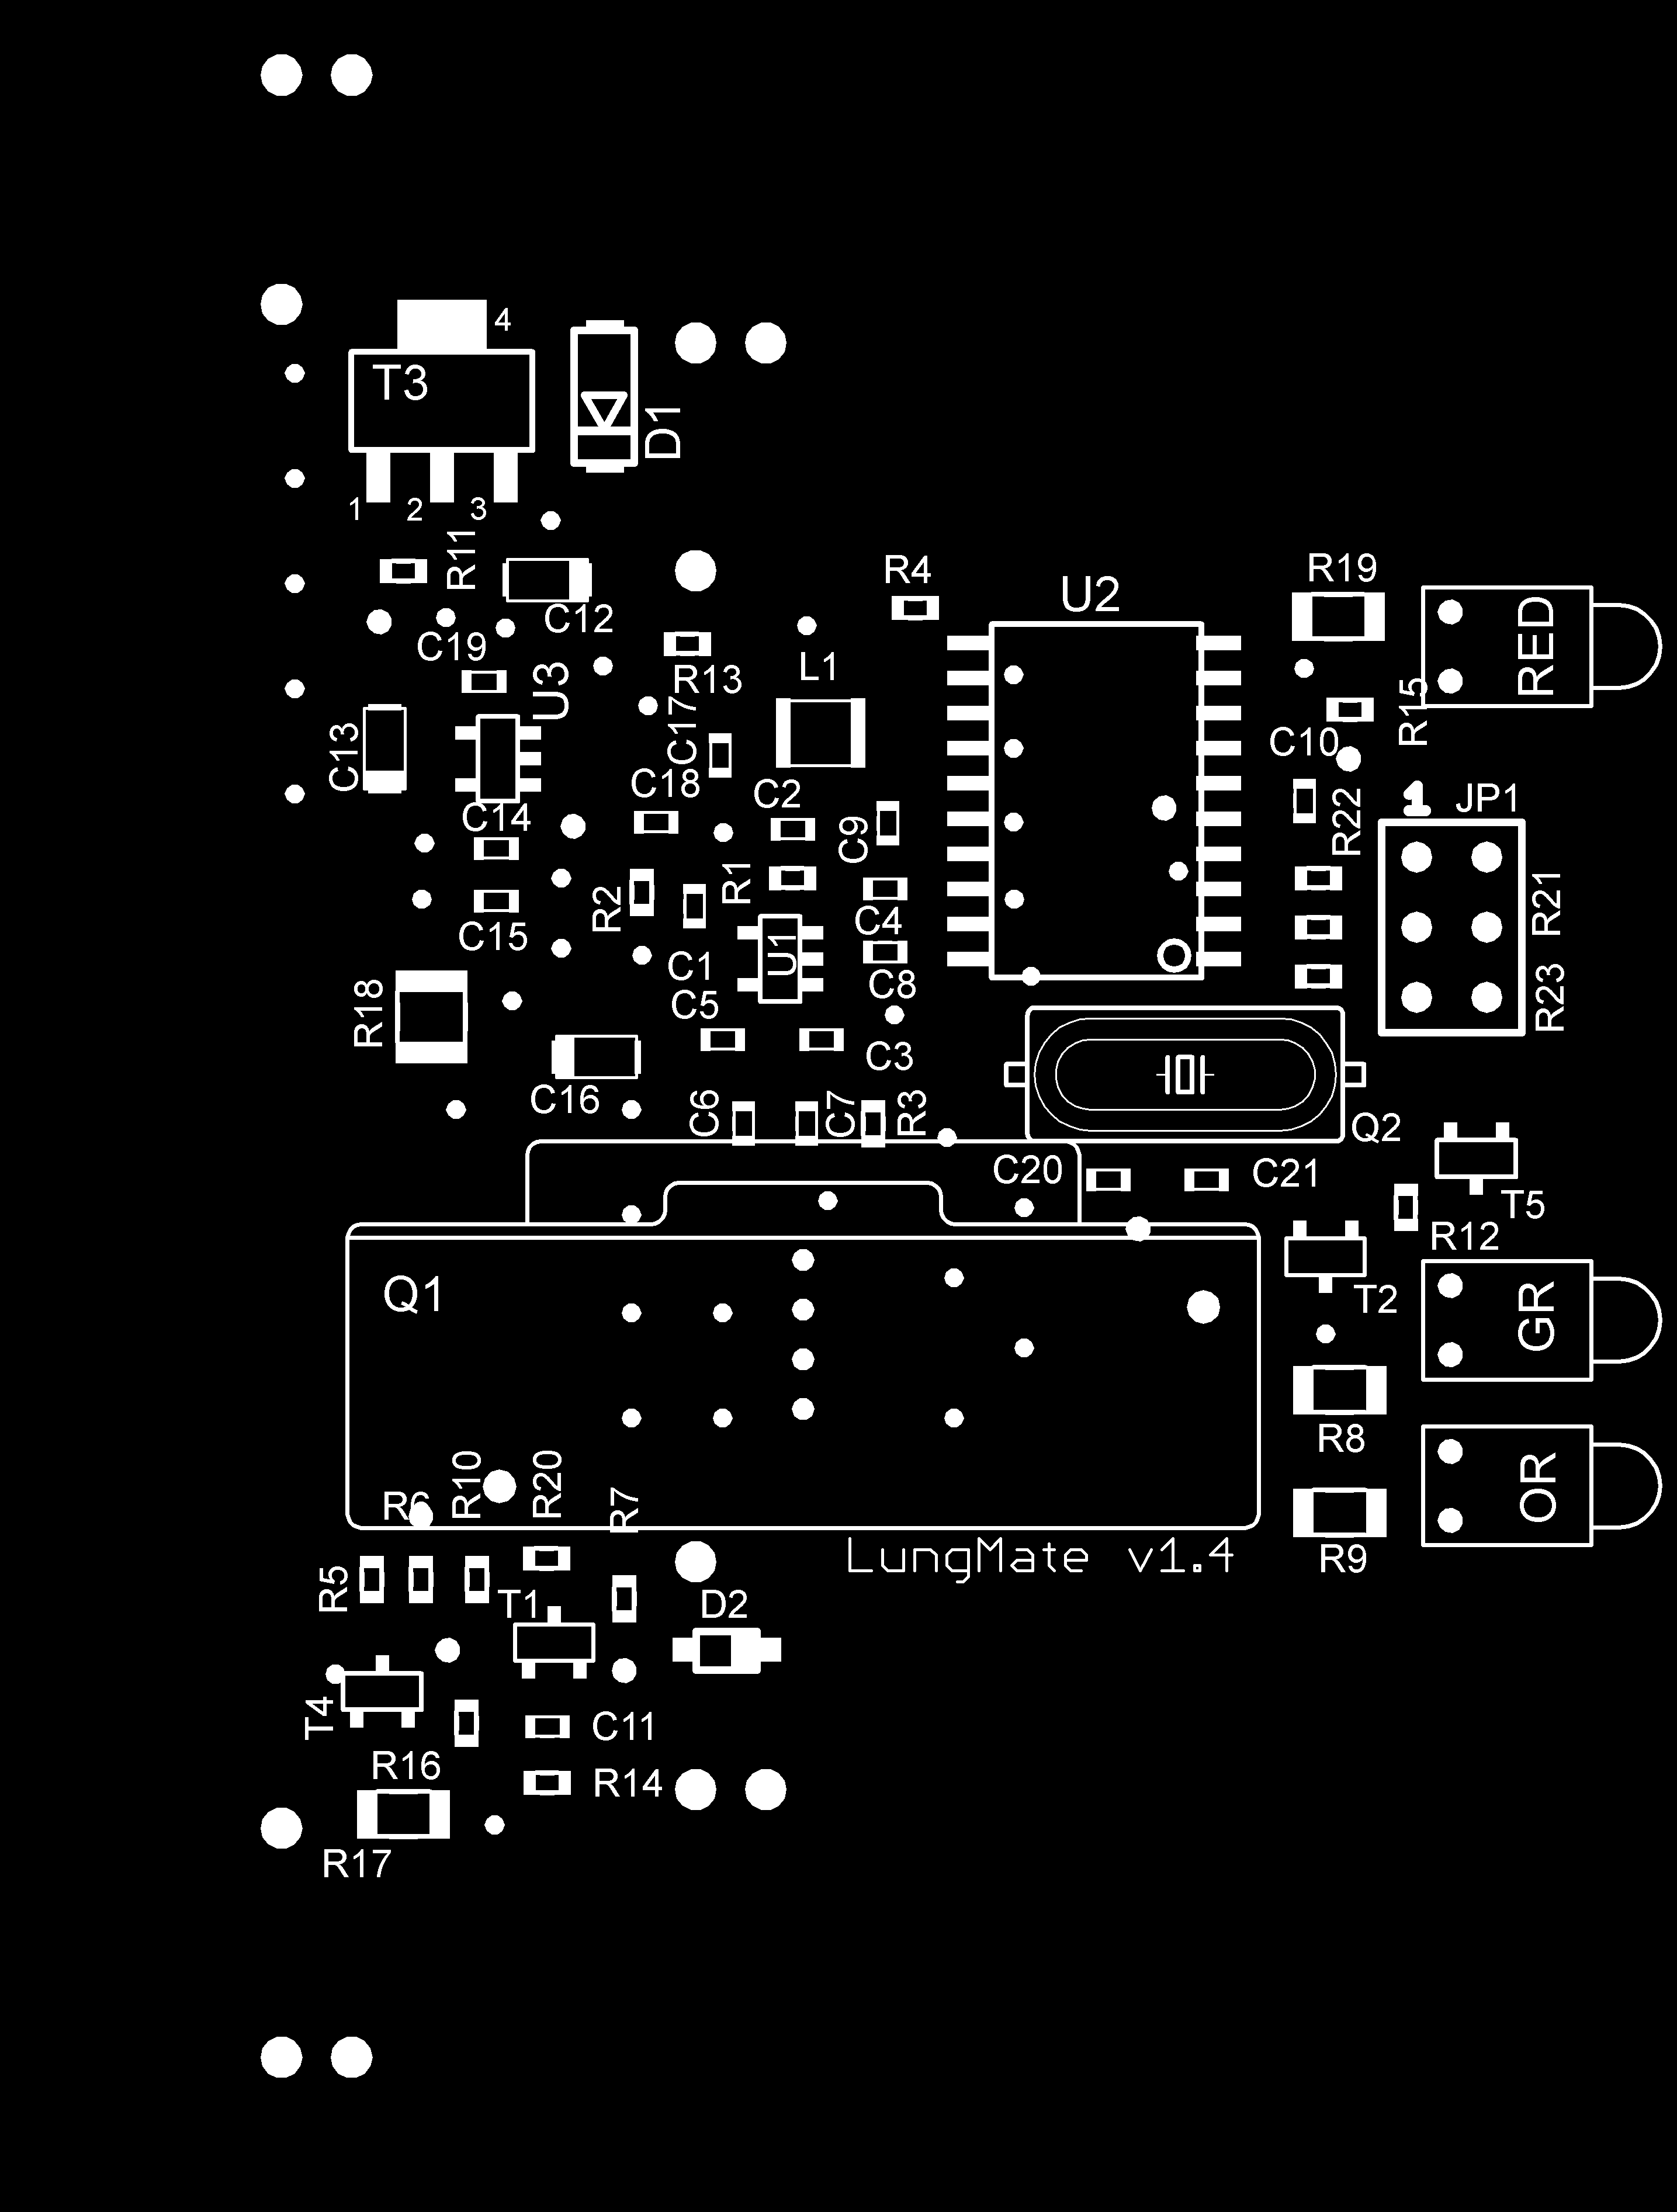 4
T3
D1
1 2 3
R11
R4
R19
U2
C12
RED
C19
U3
L1
R13
R15
C17
C10
C13
C18
C2
1
JP1
C14
C9
R22
R1
R2
R21
C15
C4
U1
C1
C8
R18
C5
R23
C3
C16
C6
C7
R3
Q2
C20
C21
T5
R12
Q1
T2
GR
R8
R10
R20
R6
R7
OR
LungMate v1.4
R9
R5
T1
D2
T4
C11
R16
R14
R17